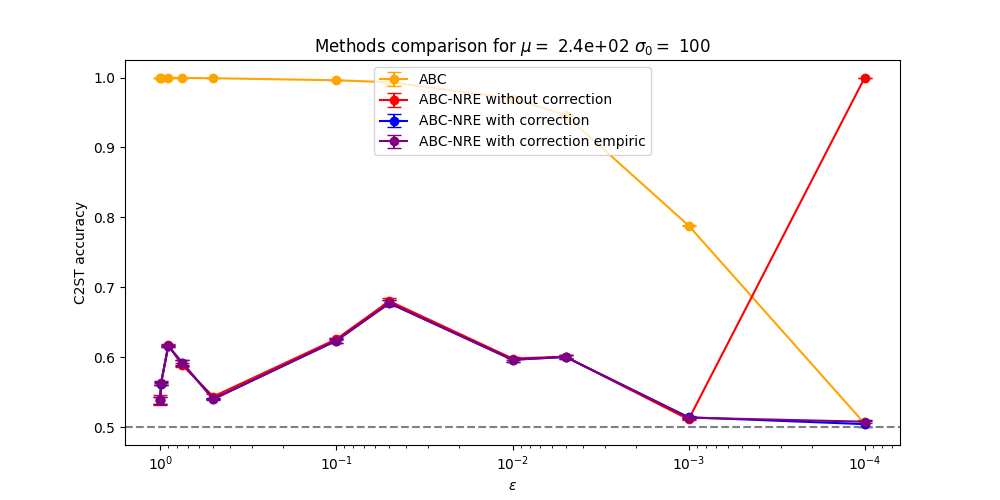 Methods comparison for μ = 2.4e+02 σ₀ = 100
C2ST accuracy
1.0
0.9
0.8
0.7
0.6
0.5
ABC
ABC-NRE without correction
ABC-NRE with correction
ABC-NRE with correction empiric
10⁰
10⁻¹
10⁻²
10⁻³
10⁻⁴
ε